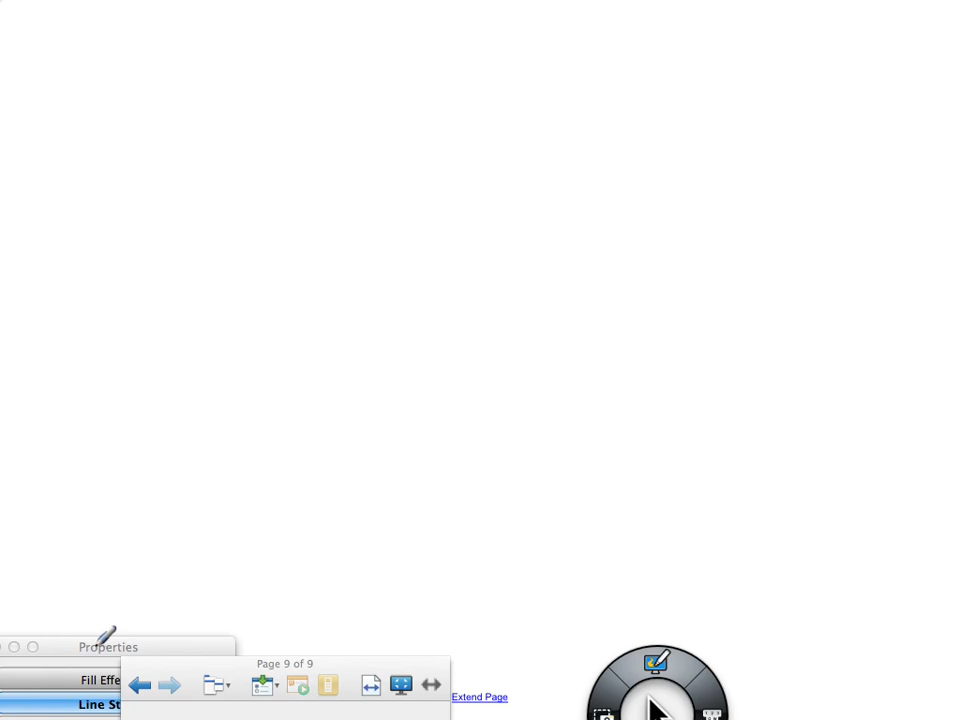 Properties
Page 9 of 9
Fill Effe
Extend Page
Line St